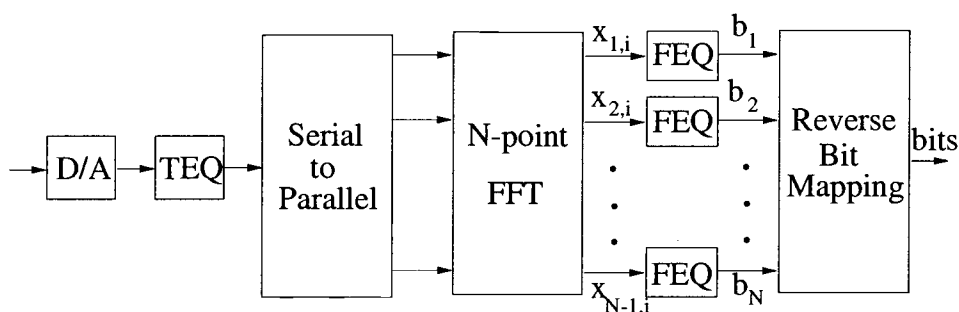 D/A
TEQ
Serial
to
Parallel
N-point
FFT
x1,i
FEQ
b1
x2,i
FEQ
b2
xN-1,i
FEQ
bN
Reverse
Bit
Mapping
bits